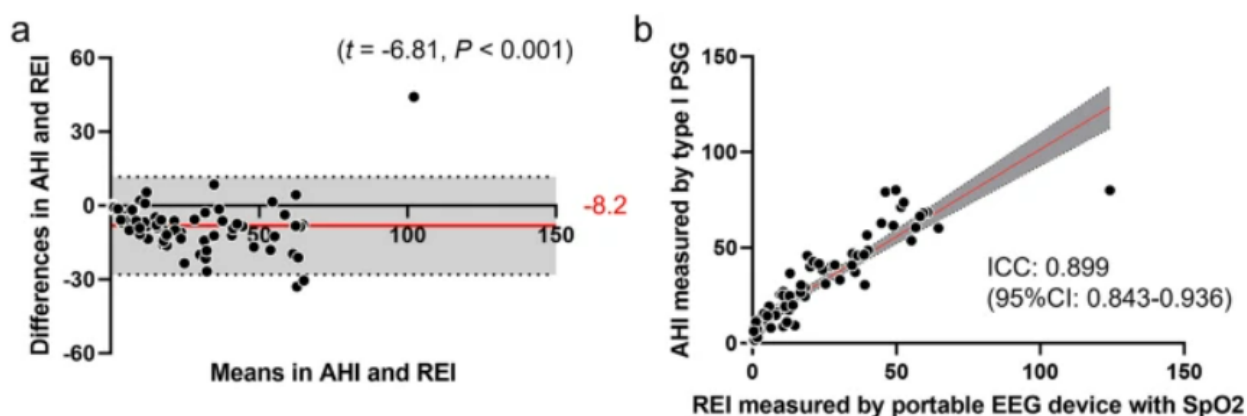 a
Differences in AHI and REI
60
30
0
-30
-60
(t = -6.81, P < 0.001)
-8.2
50
100
150
Means in AHI and REI
b
AHI measured by type I PSG
150
100
50
0
ICC: 0.899
(95%CI: 0.843-0.936)
0
50
100
150
REI measured by portable EEG device with SpO2